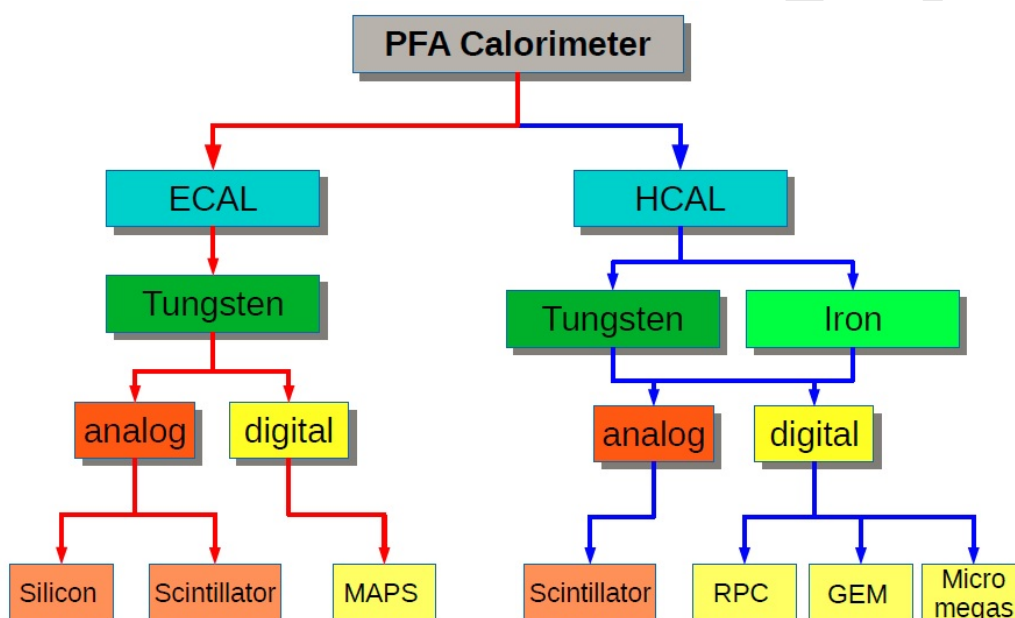 PFA Calorimeter
ECAL
HCAL
Tungsten
Tungsten
Iron
analog
digital
analog
digital
Silicon
Scintillator
MAPS
Scintillator
RPC
GEM
Micro
megas